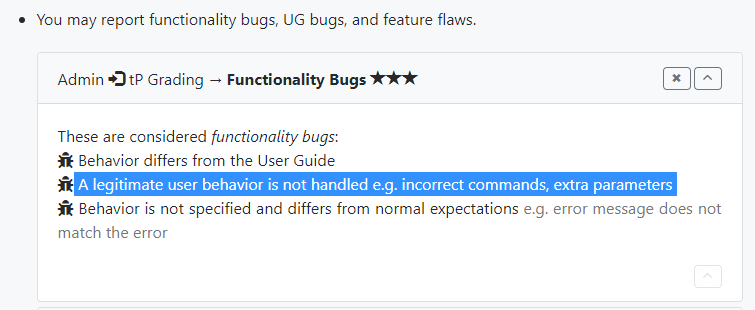 You may report functionality bugs, UG bugs, and feature flaws.
Admin tP Grading → Functionality Bugs ★★★
These are considered functionality bugs:
Behavior differs from the User Guide
A legitimate user behavior is not handled e.g. incorrect commands, extra parameters
Behavior is not specified and differs from normal expectations e.g. error message does not
match the error